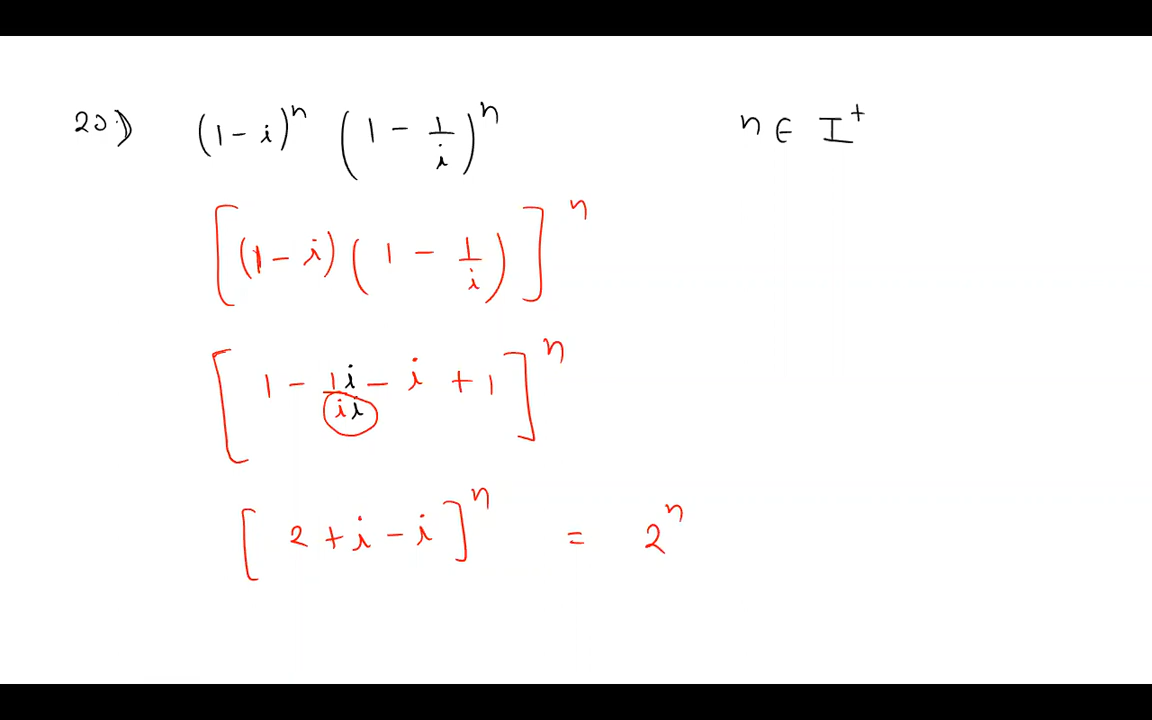 20.) (1-i)^n (1 - 1/i)^n n ∈ I^+
[(1-i)(1 - 1/i)]^n
[1 - 1i/ii - i + 1]^n
[2 + i - i]^n = 2^n